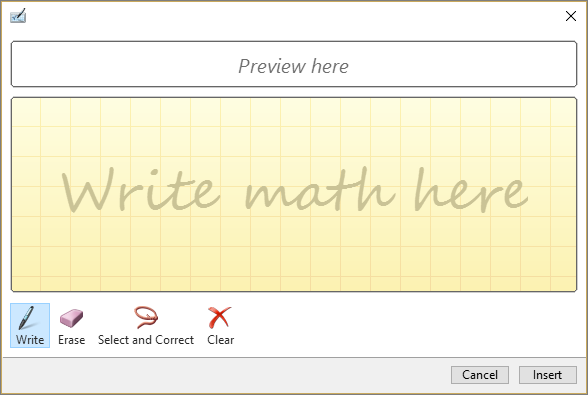 Preview here
Write math here
Write Erase Select and Correct Clear
Cancel Insert